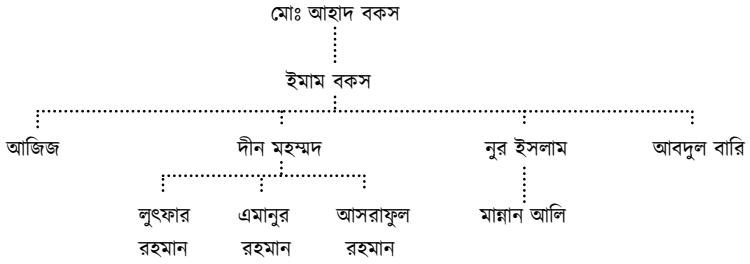 মোঃ আহাদ বকস
ইমাম বকস
আজিজ দীন মহম্মদ নুর ইসলাম আবদুল বারি
লুৎফার এমানুর আসরাফুল মান্নান আলি
রহমান রহমান রহমান